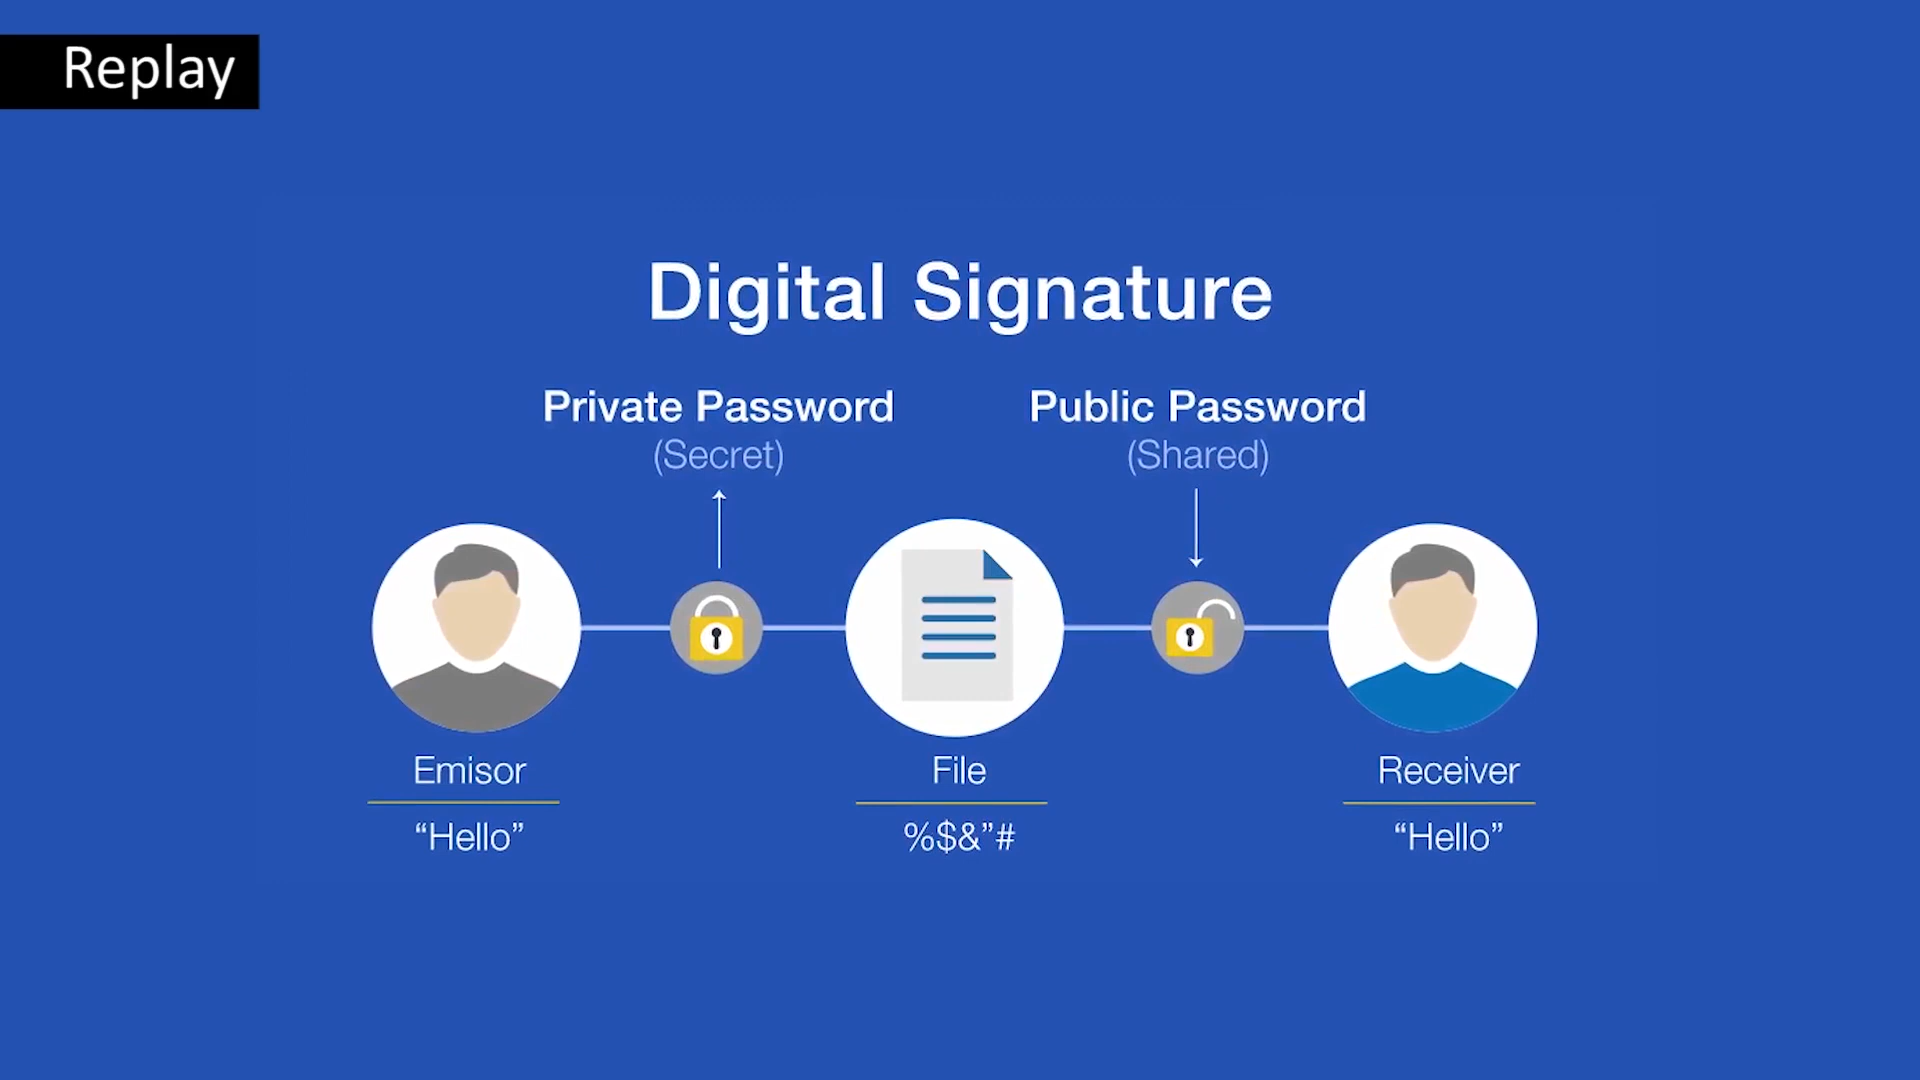 Replay
Digital Signature
Private Password
(Secret)
Public Password
(Shared)
Emisor
"Hello"
File
%$&”#
Receiver
“Hello”